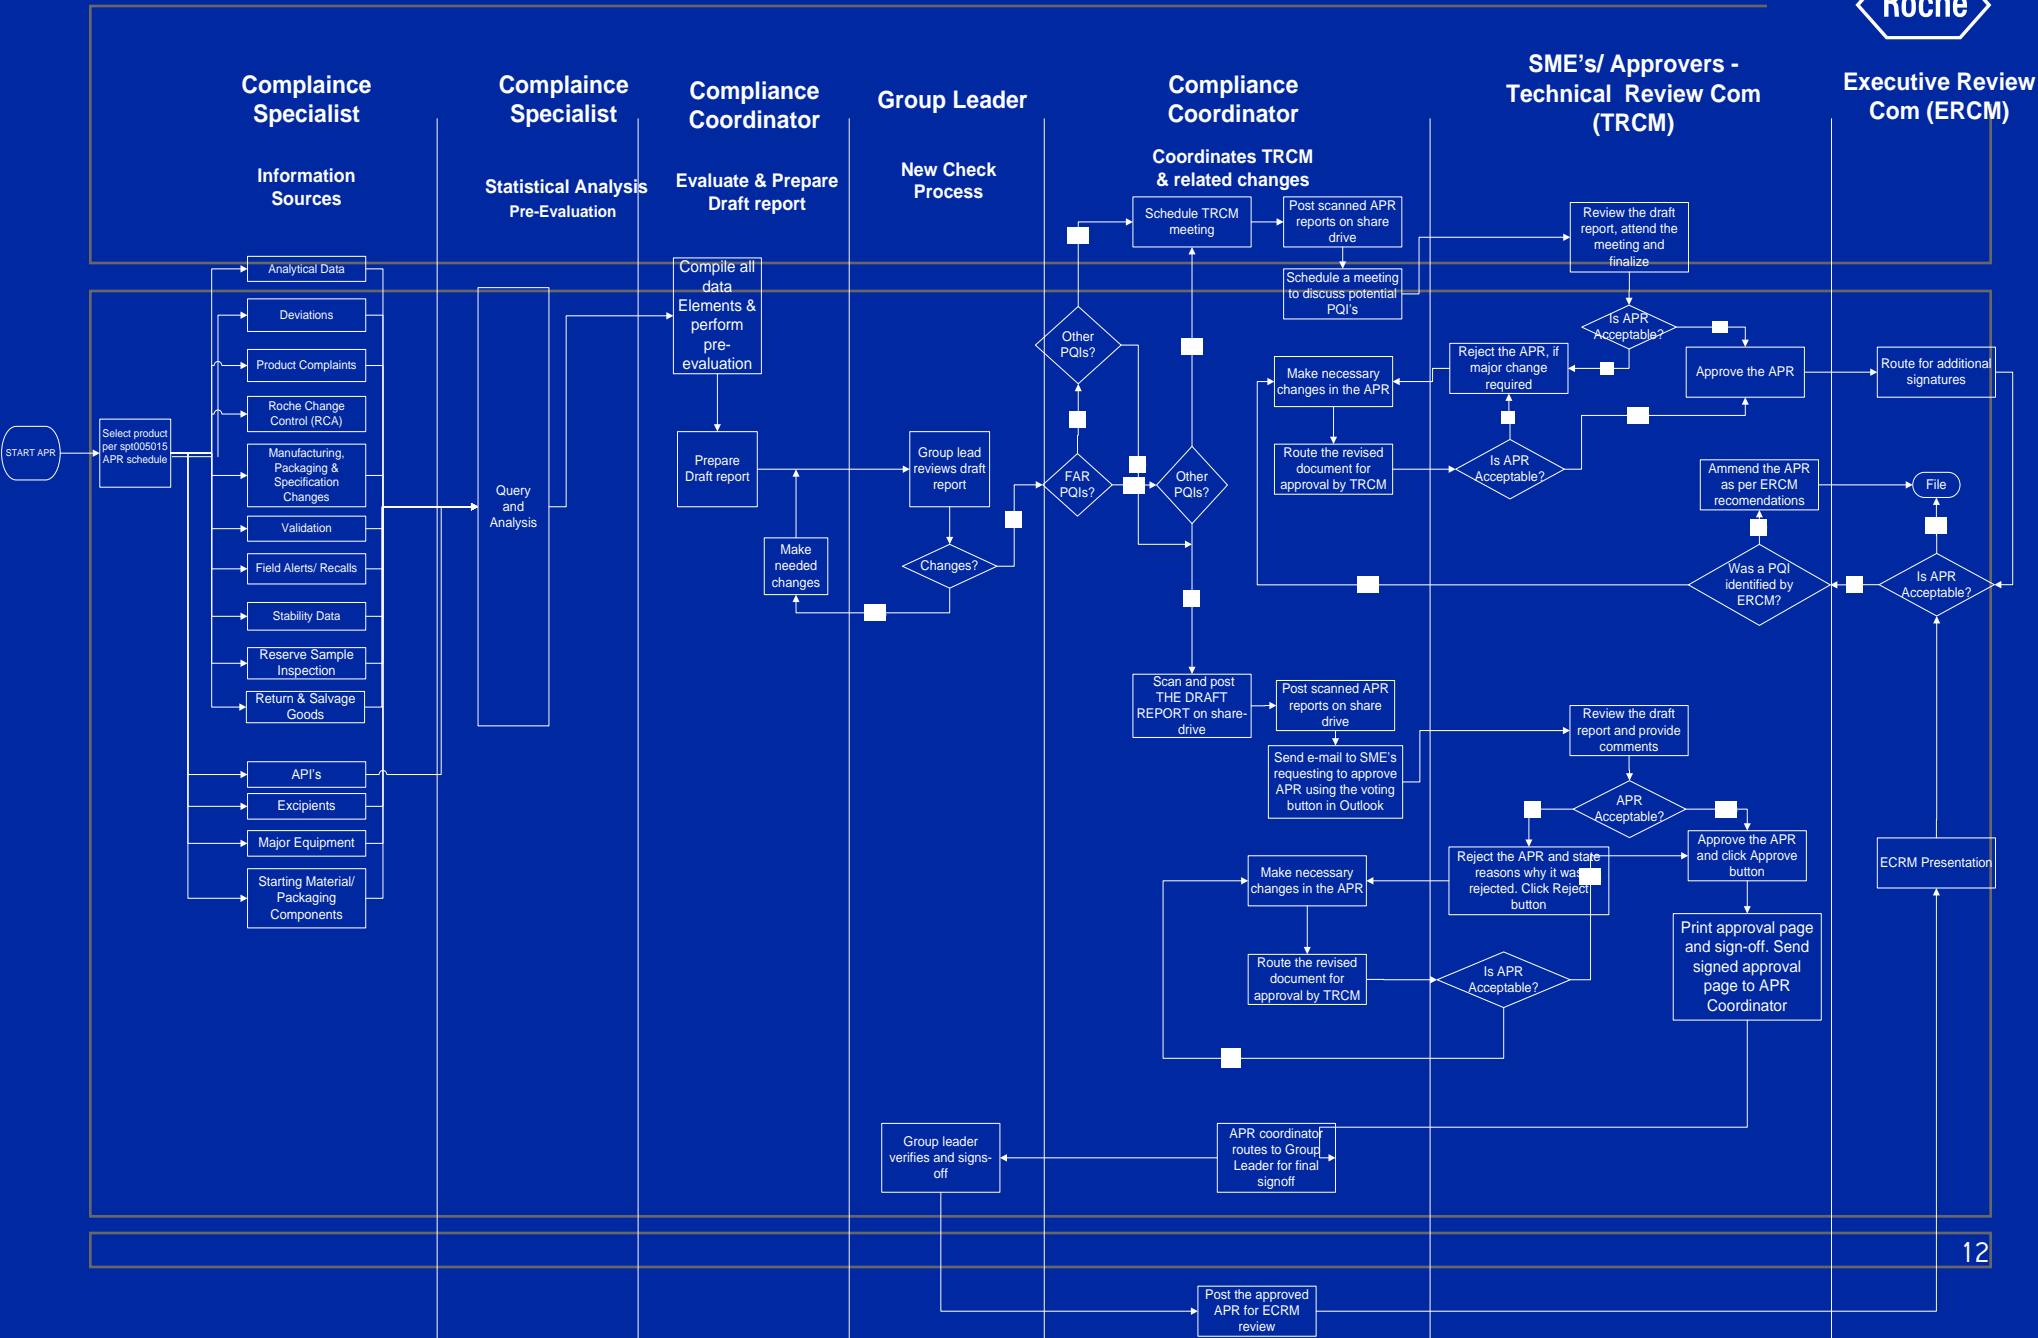 Roche
Complaince
Specialist
Information
Sources
Complaince
Specialist
Statistical Analysis
Pre-Evaluation
Compliance
Coordinator
Evaluate & Prepare
Draft report
Group Leader
New Check
Process
Compliance
Coordinator
Coordinates TRCM
& related changes
SME's/ Approvers -
Technical Review Com
(TRCM)
Executive Review
Com (ERCM)
START APR
Select product
per spt005015
APR schedule
Analytical Data
Deviations
Product Complaints
Roche Change
Control (RCA)
Manufacturing,
Packaging &
Specification
Changes
Validation
Field Alerts/ Recalls
Stability Data
Reserve Sample
Inspection
Return & Salvage
Goods
API's
Excipients
Major Equipment
Starting Material/
Packaging
Components
Query
and
Analysis
Compile all
data
Elements &
perform
pre-
evaluation
Prepare
Draft report
Make
needed
changes
Group lead
reviews draft
report
Changes?
FAR
PQIs?
Other
PQIs?
Other
PQIs?
Schedule TRCM
meeting
Post scanned APR
reports on share
drive
Schedule a meeting
to discuss potential
PQI's
Review the draft
report, attend the
meeting and
finalize
Is APR
Acceptable?
Reject the APR, if
major change
required
Approve the APR
Make necessary
changes in the APR
Route the revised
document for
approval by TRCM
Is APR
Acceptable?
Route for additional
signatures
Ammend the APR
as per ERCM
recomendations
File
Was a PQI
identified by
ERCM?
Is APR
Acceptable?
Scan and post
THE DRAFT
REPORT on share-
drive
Post scanned APR
reports on share
drive
Send e-mail to SME's
requesting to approve
APR using the voting
button in Outlook
Review the draft
report and provide
comments
APR
Acceptable?
Reject the APR and state
reasons why it was
rejected. Click Reject
button
Approve the APR
and click Approve
button
Make necessary
changes in the APR
Route the revised
document for
approval by TRCM
Is APR
Acceptable?
Print approval page
and sign-off. Send
signed approval
page to APR
Coordinator
ECRM Presentation
Group leader
verifies and signs-
off
APR coordinator
routes to Group
Leader for final
signoff
Post the approved
APR for ECRM
review
12